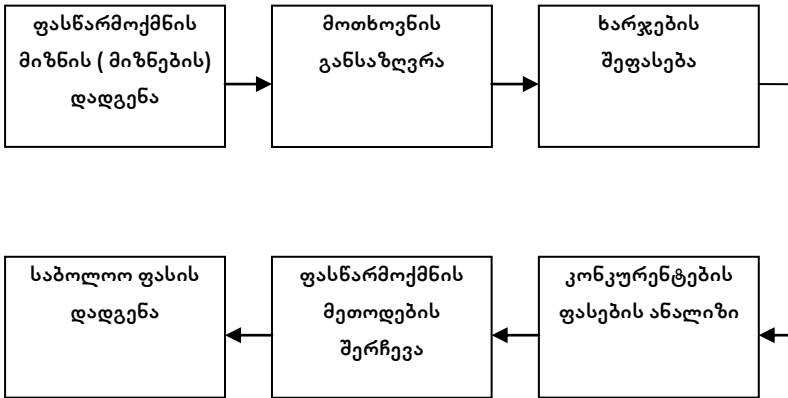 ფასწარმოქმნის
მიზნის ( მიზნების)
დადგენა
მოთხოვნის
განსაზღვრა
ხარჯების
შეფასება
კონკურენტების
ფასების ანალიზი
ფასწარმოქმნის
მეთოდების
შერჩევა
საბოლოო ფასის
დადგენა